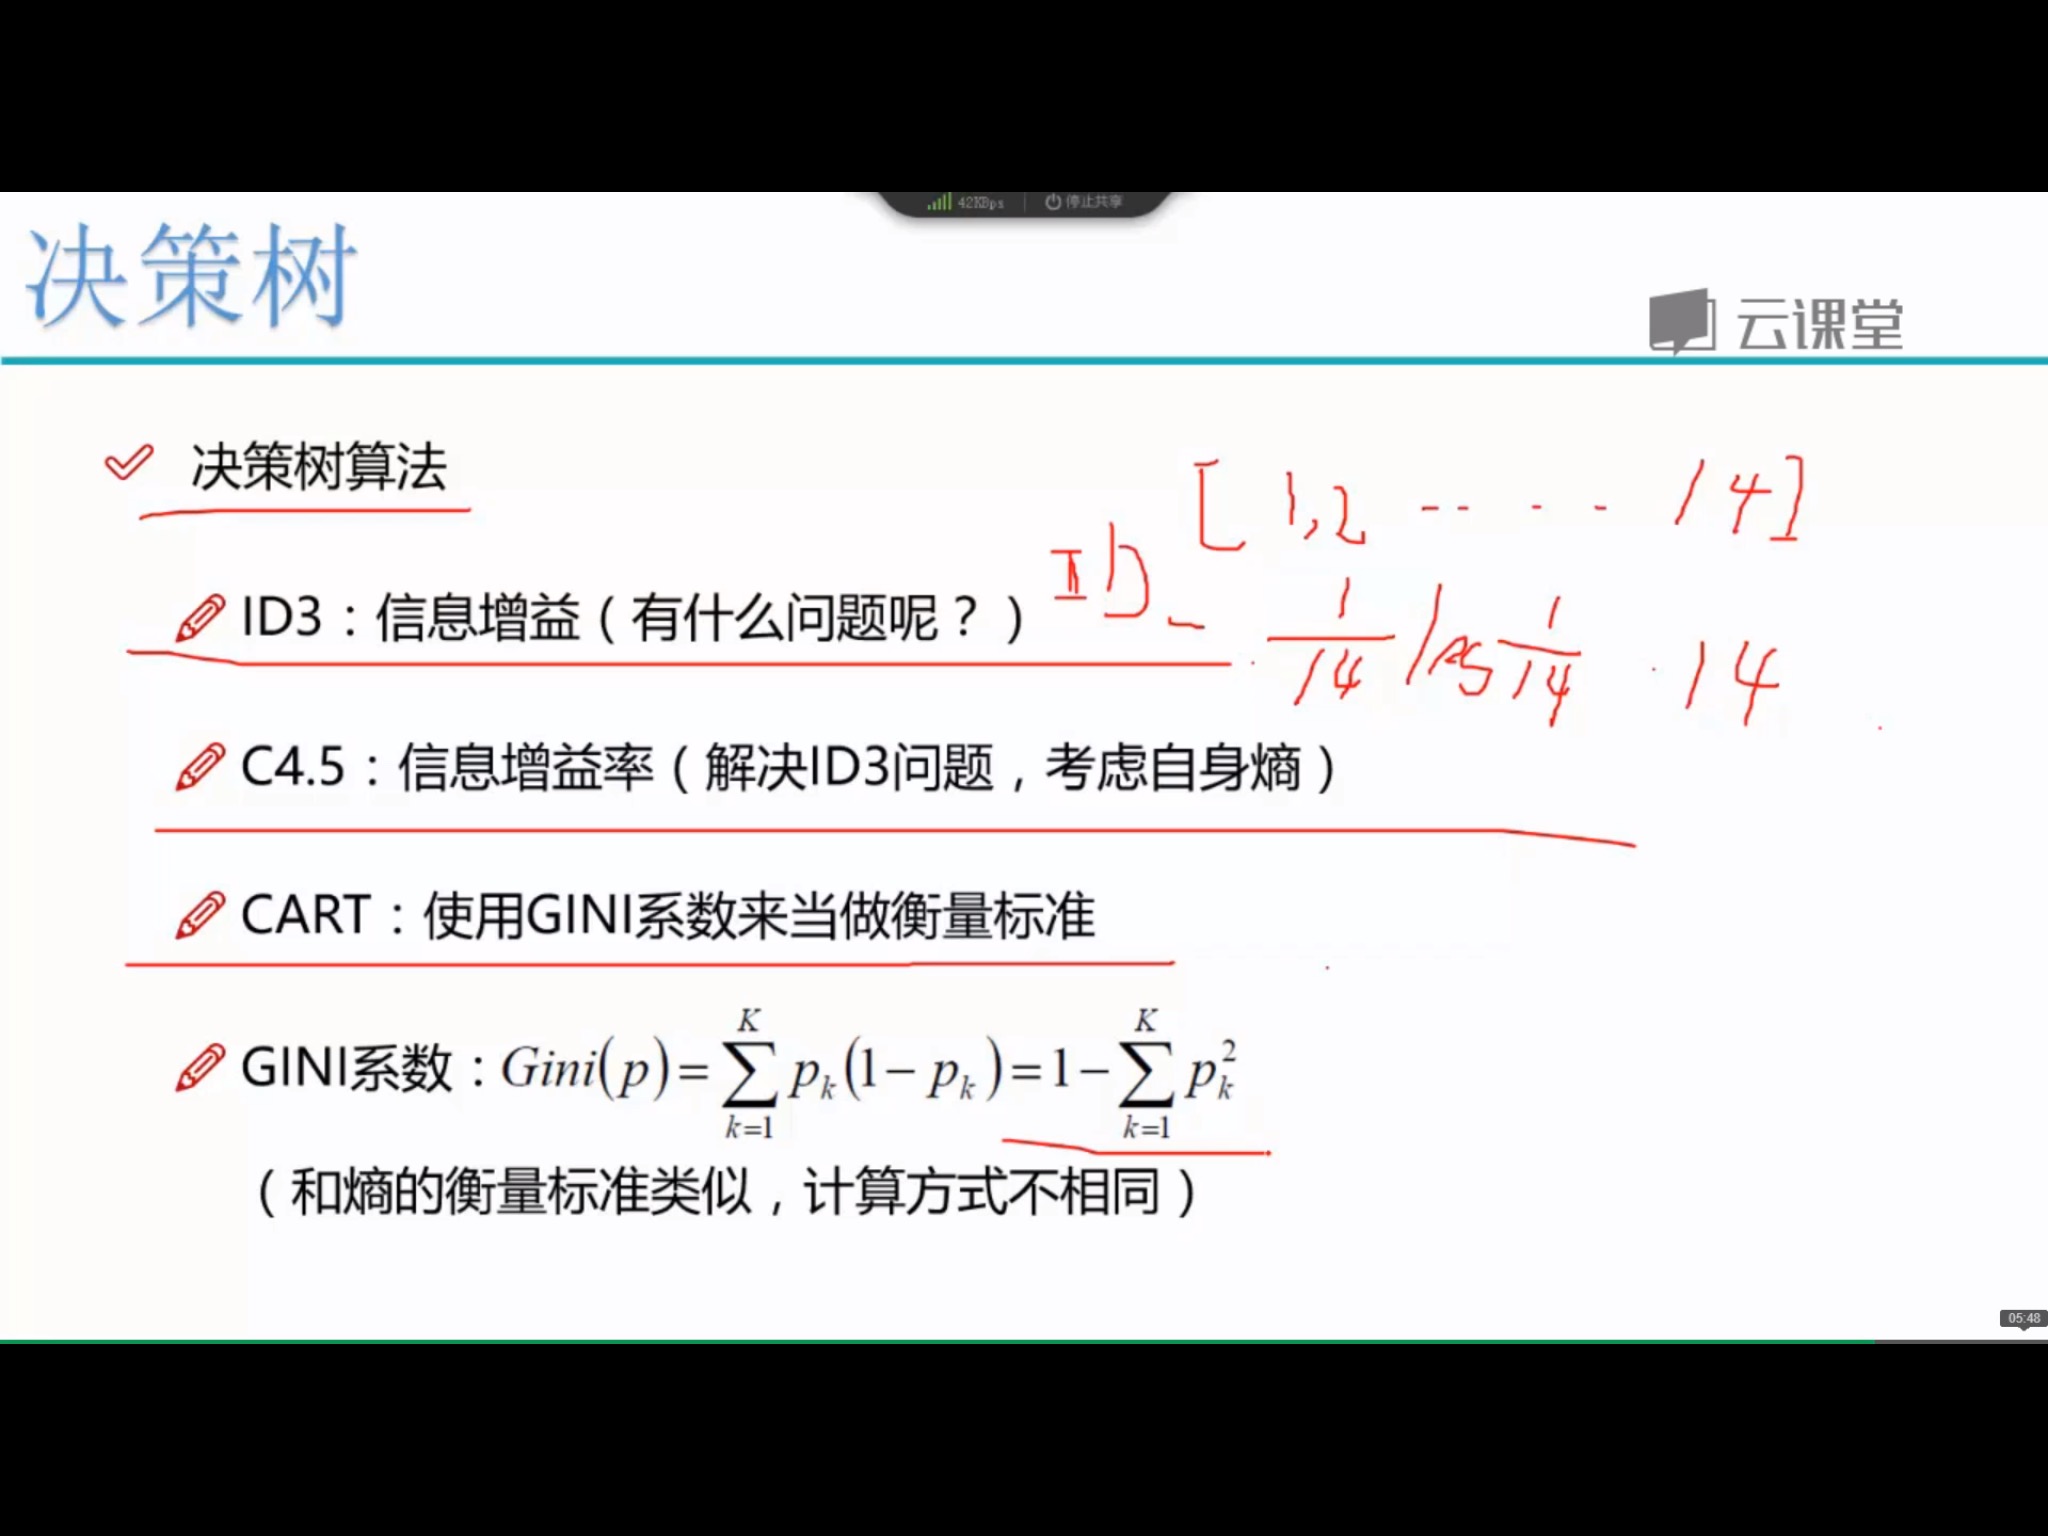 42KBps 停止共享
决策树
云课堂
决策树算法
[1,2 -- - - 14]
ID3：信息增益（有什么问题呢？）
ID
- 1/14 log 1/14 · 14
C4.5：信息增益率（解决ID3问题，考虑自身熵）
CART：使用GINI系数来当做衡量标准
GINI系数：Gini(p)=∑_{k=1}^{K} p_k(1−p_k)=1−∑_{k=1}^{K} p_k^2
（和熵的衡量标准类似，计算方式不相同）
05:48